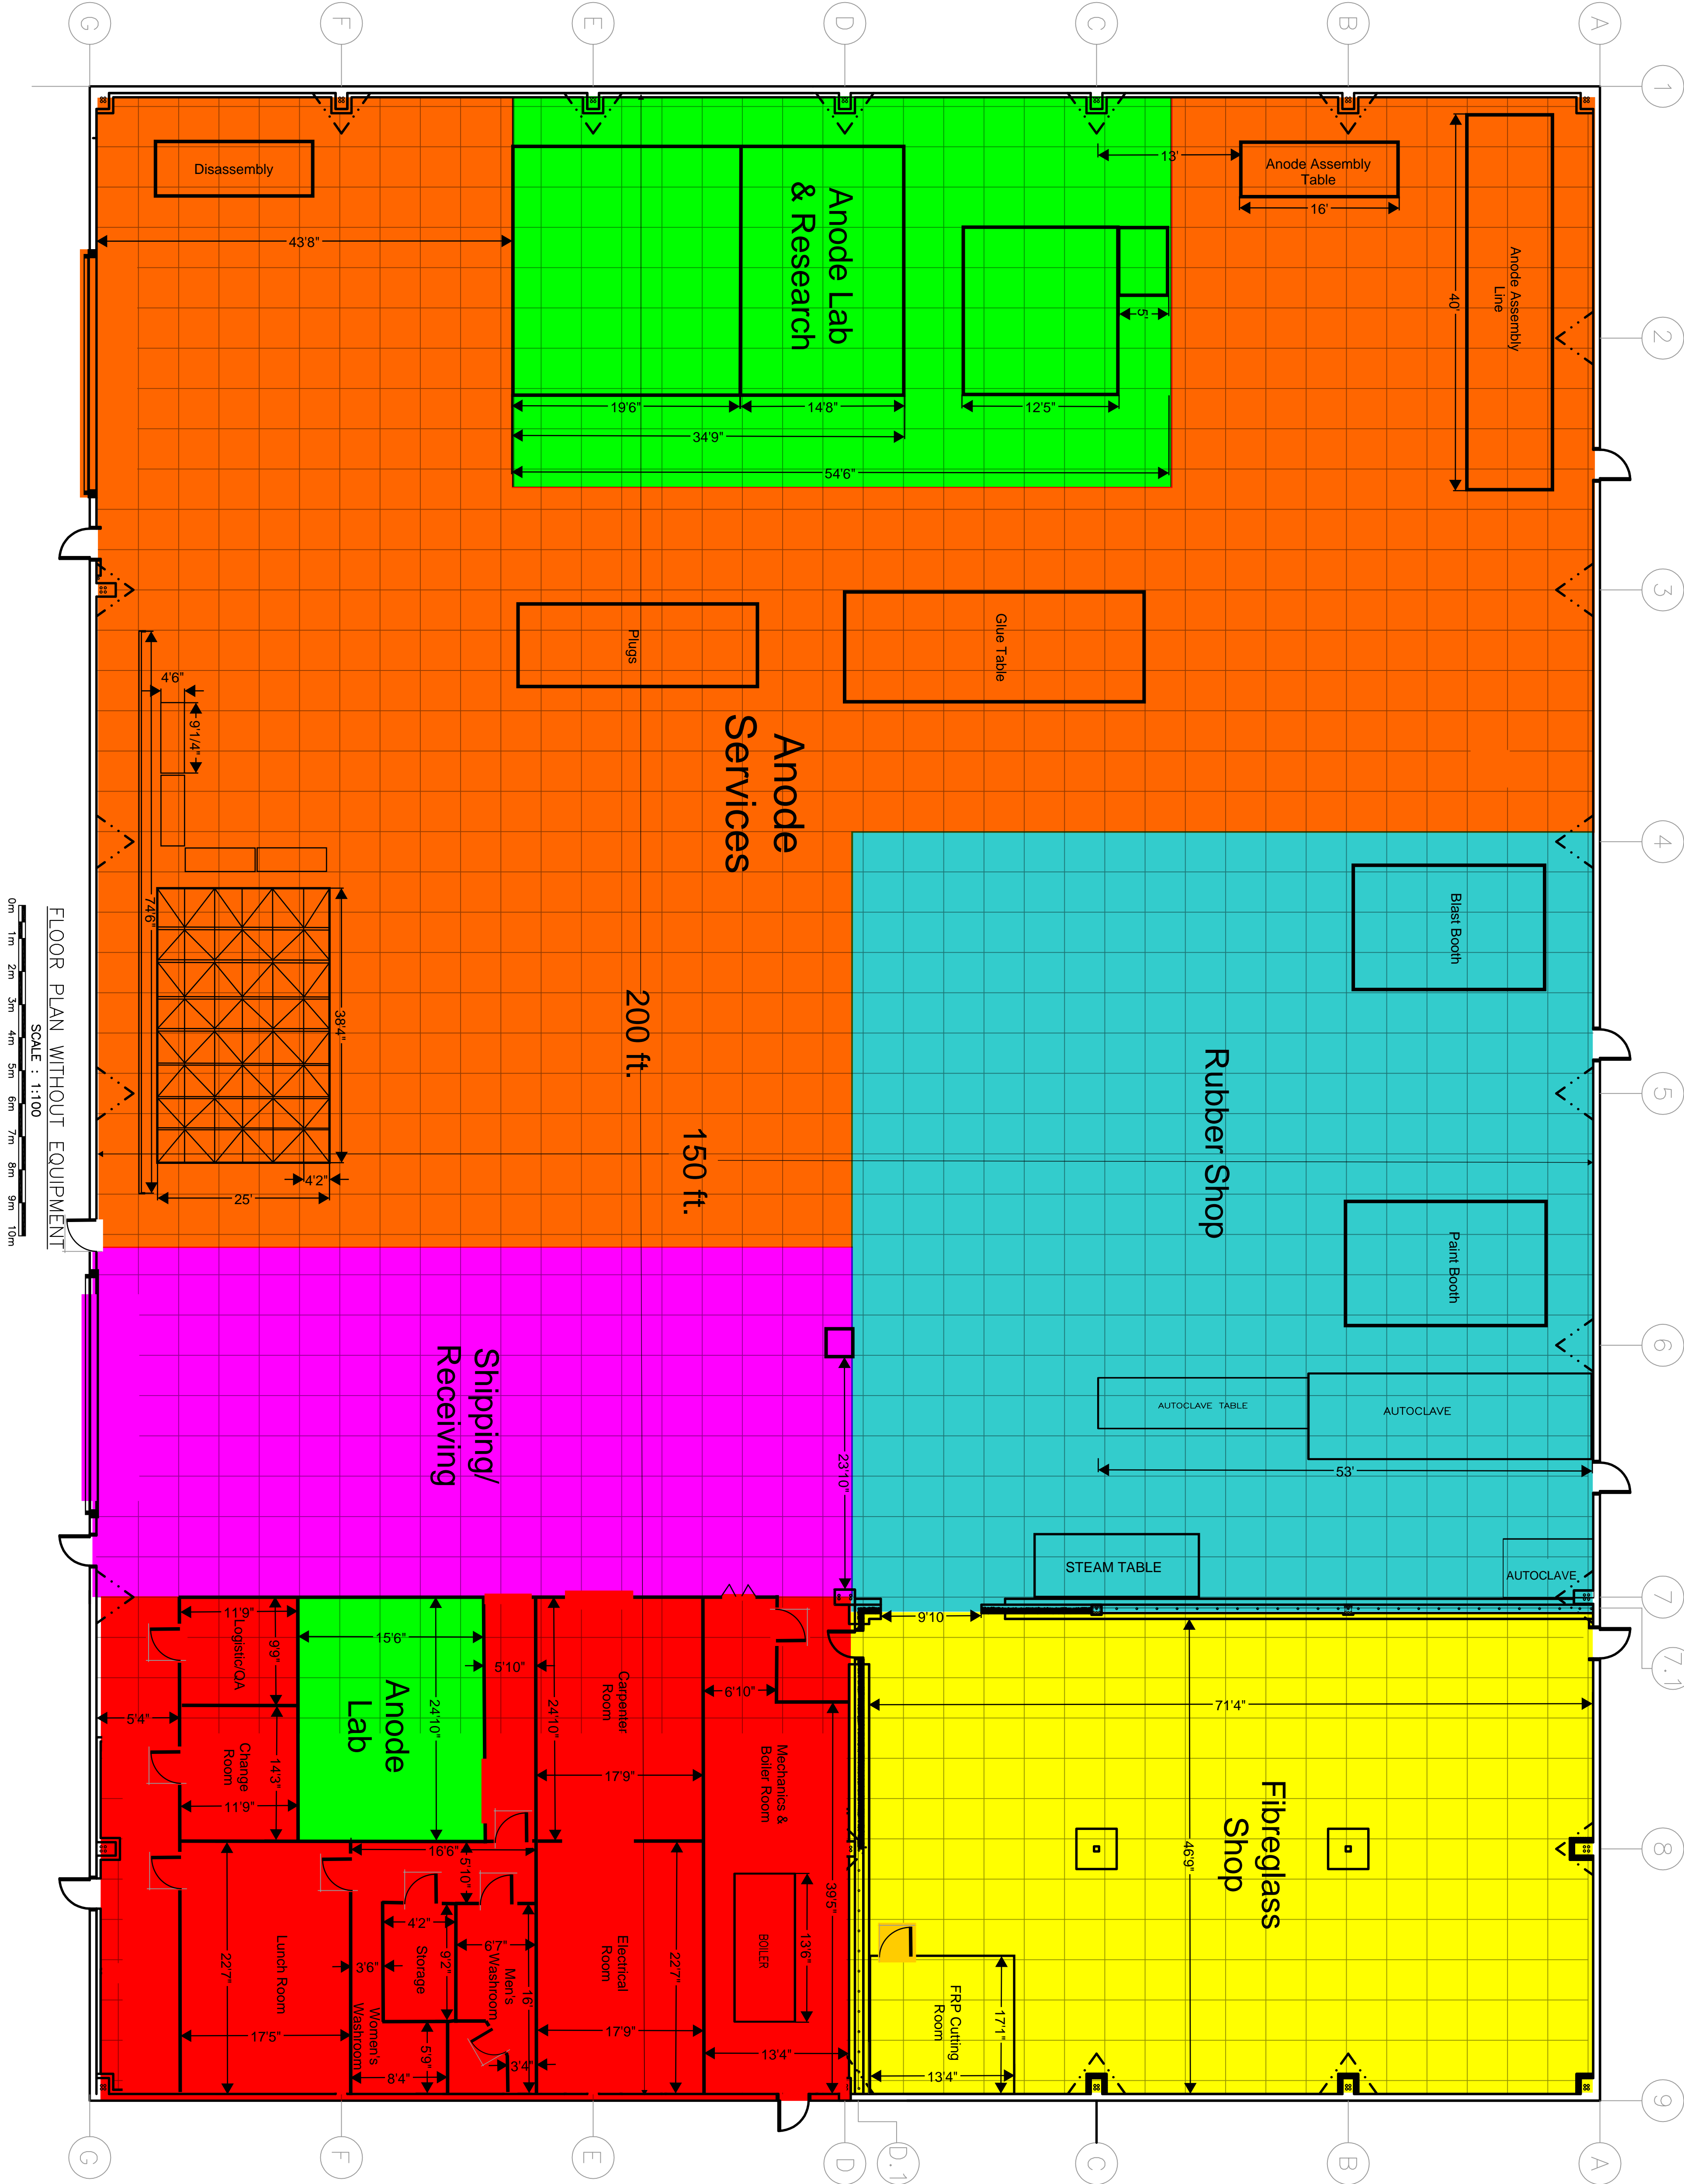 G
F
E
D
C
B
A
1
2
3
4
5
6
7
7.1
8
9
Disassembly
43'8"
Anode Lab
& Research
19'6"
14'8"
34'9"
54'6"
12'5"
5'
13'
Anode Assembly
Table
16'
Anode Assembly
Line
40'
Plugs
Glue Table
Anode
Services
4'6"
9'1/4"
74'6"
38'4"
4'2"
25'
200 ft.
150 ft.
Blast Booth
Rubber Shop
Paint Booth
AUTOCLAVE TABLE
AUTOCLAVE
53'
STEAM TABLE
AUTOCLAVE
Shipping/
Receiving
23'10"
9'10
11'9"
Logistic/QA
9'9"
5'4"
Change
Room
14'3"
11'9"
15'6"
Anode
Lab
24'10"
5'10"
24'10"
Carpenter
Room
17'9"
6'10"
Mechanics &
Boiler Room
39'5"
BOILER
13'6"
13'4"
16'6"
5'10"
22'7"
Lunch Room
17'5"
3'6"
4'2"
Storage
9'2"
6'7"
Men's
Washroom
16'
Women's
Washroom
5'9"
8'4"
3'4"
Electrical
Room
22'7"
17'9"
71'4"
46'9"
Fibreglass
Shop
FRP Cutting
Room
17'1"
13'4"
FLOOR PLAN WITHOUT EQUIPMENT
SCALE : 1:100
0m 1m 2m 3m 4m 5m 6m 7m 8m 9m 10m
G
F
E
D
D.1
C
B
A